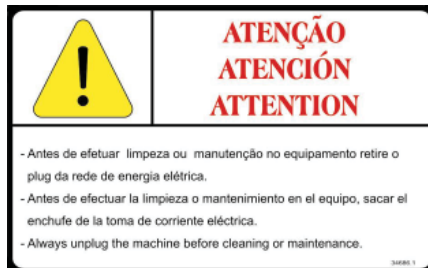 ATENÇÃO
ATENCIÓN
ATTENTION
- Antes de efetuar limpeza ou manutenção no equipamento retire o
plug da rede de energia elétrica.
- Antes de efectuar la limpieza o mantenimiento en el equipo, sacar el
enchufe de la toma de corriente eléctrica.
- Always unplug the machine before cleaning or maintenance.
34686.1